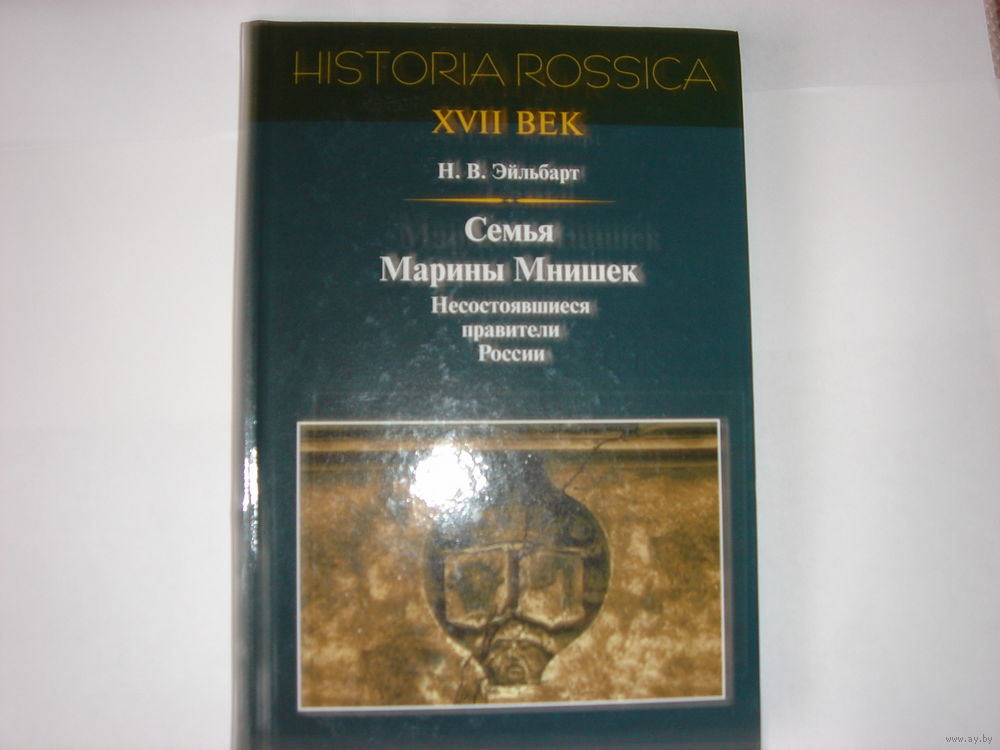 HISTORIA ROSSICA
XVII ВЕК
Н. В. Эйльбарт
Семья
Марины Мнишек
Несостоявшиеся
правители
России
www.ay.by